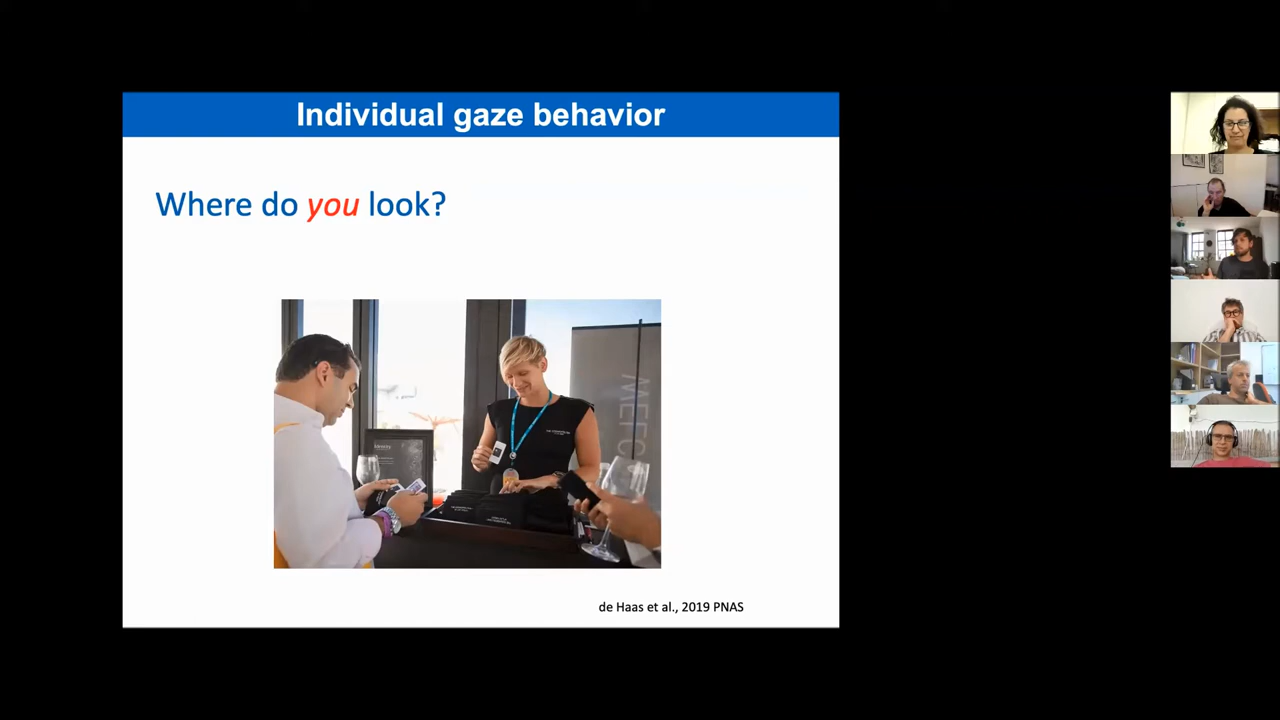 Individual gaze behavior
Where do you look?
de Haas et al., 2019 PNAS